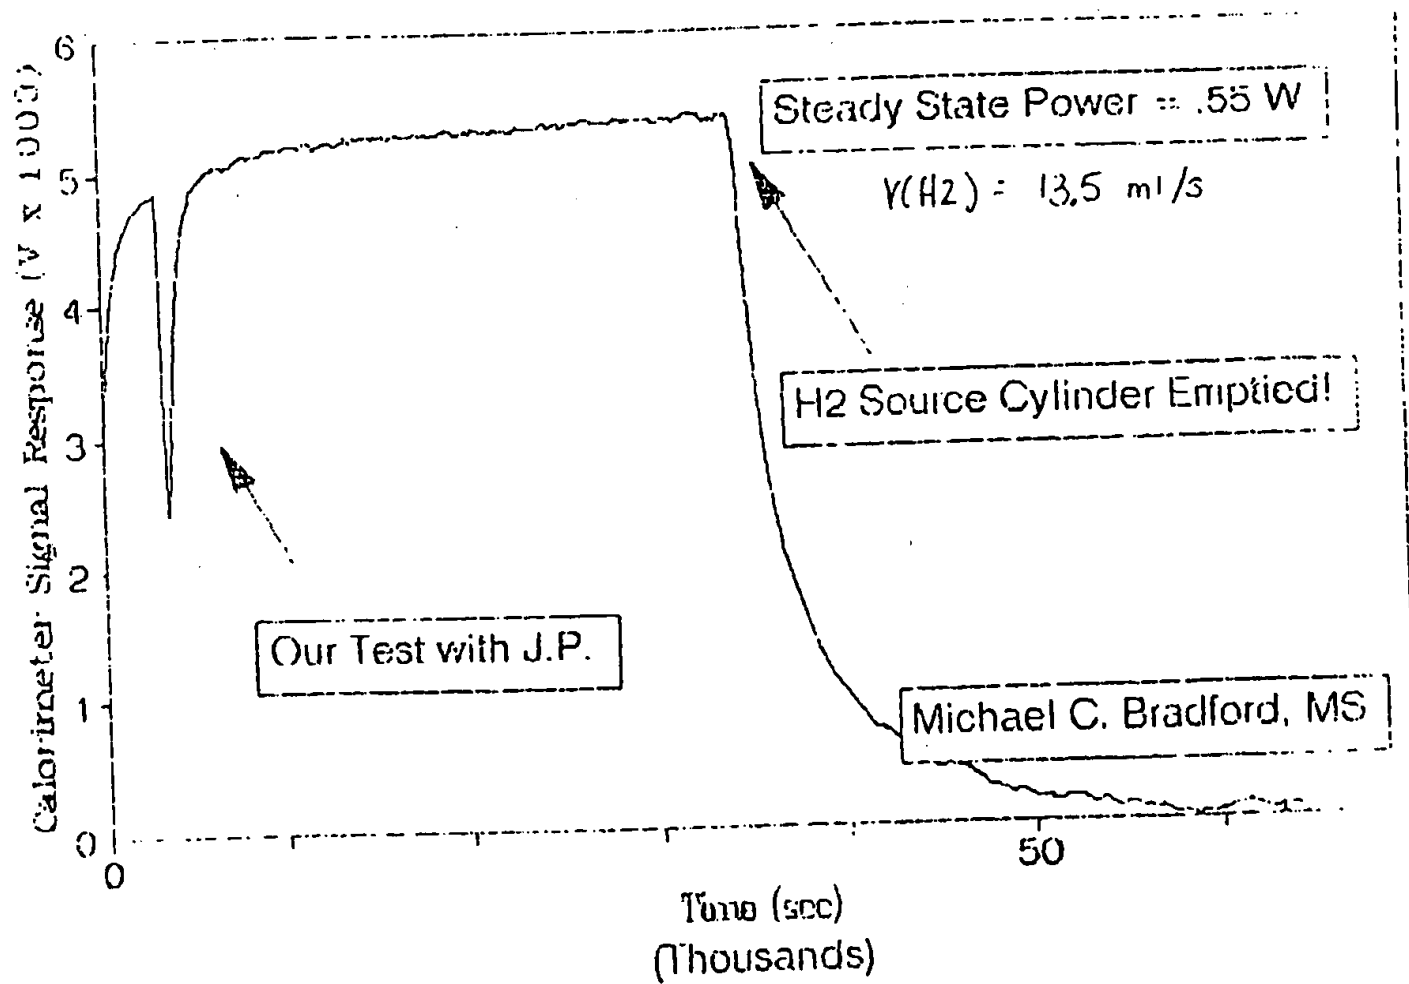 Calorimeter Signal Response (V x 1000)
6
5
4
3
2
1
0
Steady State Power = .55 W
V(H2) = 13.5 ml/s
H2 Source Cylinder Emptied!
Our Test with J.P.
Michael C. Bradford, MS
0
50
Time (sec)
(Thousands)